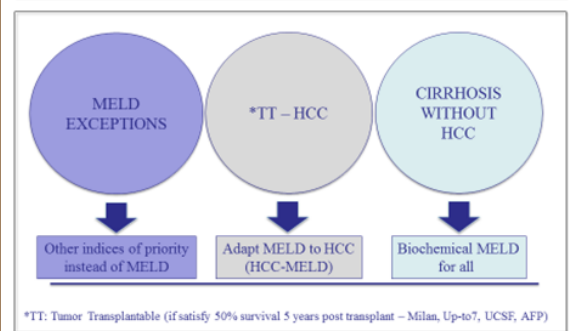 MELD
EXCEPTIONS
*TT – HCC
CIRRHOSIS
WITHOUT
HCC
Other indices of priority
instead of MELD
Adapt MELD to HCC
(HCC-MELD)
Biochemical MELD
for all
*TT: Tumor Transplantable (if satisfy 50% survival 5 years post transplant – Milan, Up-to7, UCSF, AFP)